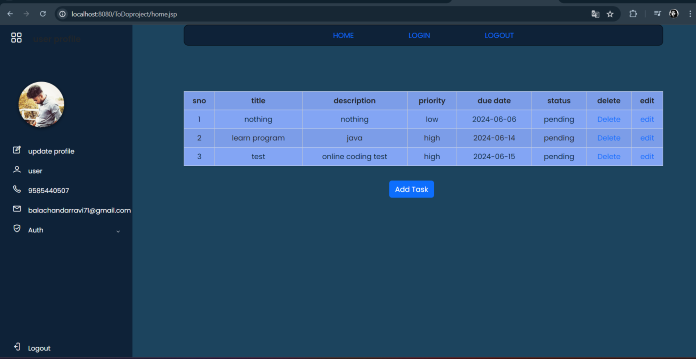 localhost:8080/ToDoproject/home.jsp
HOME LOGIN LOGOUT
sno title description priority due date status delete edit
1 nothing nothing low 2024-06-06 pending Delete edit
2 learn program java high 2024-06-14 pending Delete edit
3 test online coding test high 2024-06-15 pending Delete edit
Add Task
update profile
user
9585440507
balachandarravi71@gmail.com
Auth
Logout